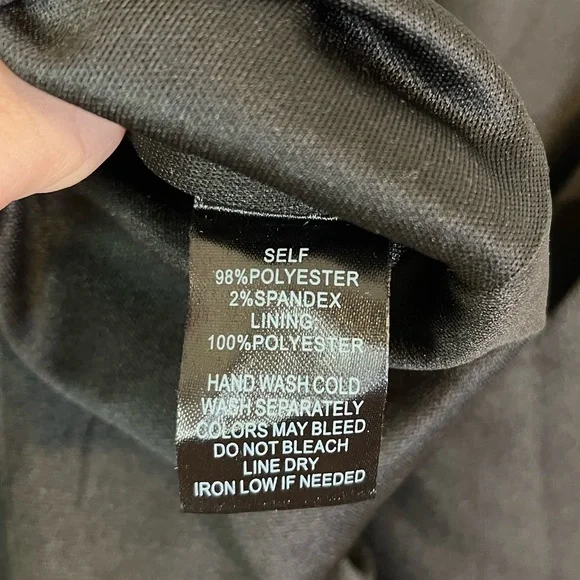 SELF
98%POLYESTER
2%SPANDEX
LINING:
100%POLYESTER
HAND WASH COLD
WASH SEPARATELY
COLORS MAY BLEED.
DO NOT BLEACH
LINE DRY
IRON LOW IF NEEDED